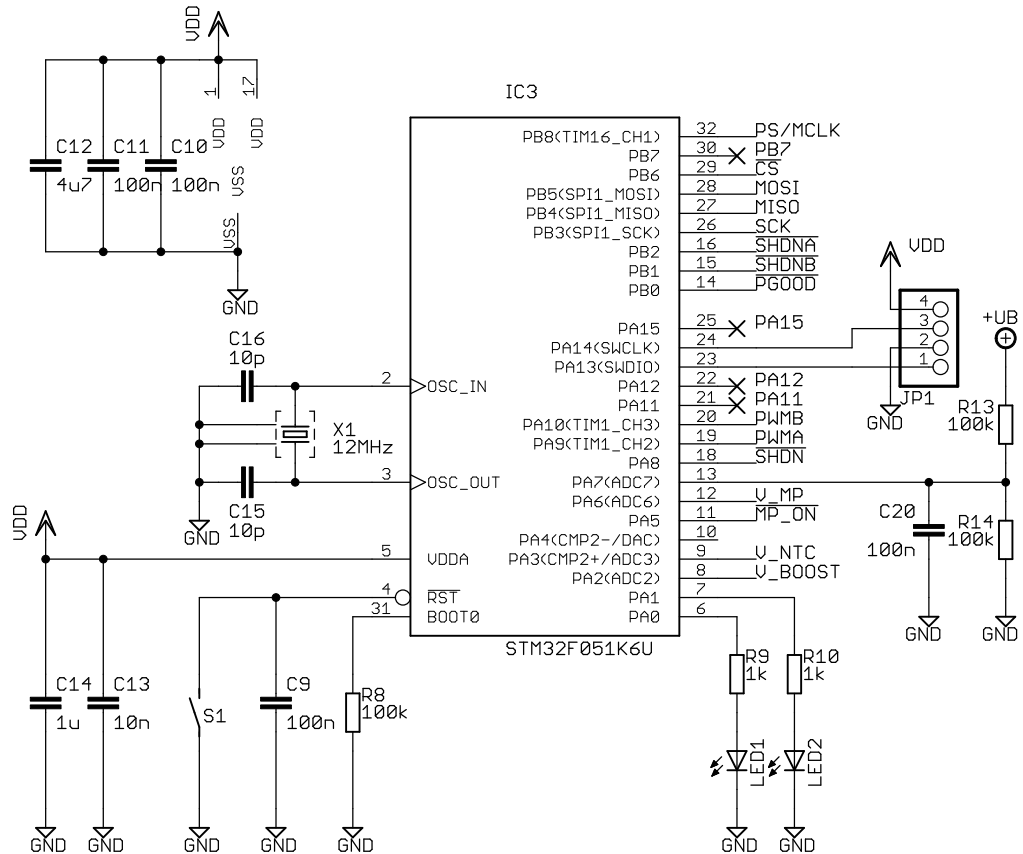 VDD
1
17
VDD
VDD
C12
4u7
C11
100n
C10
100n
VSS
VSS
GND
IC3
PB8(TIM16_CH1) 32 PS/MCLK
PB7 30 PB7
PB6 29 CS
PB5(SPI1_MOSI) 28 MOSI
PB4(SPI1_MISO) 27 MISO
PB3(SPI1_SCK) 26 SCK
PB2 16 SHDNA
PB1 15 SHDNB
PB0 14 PGOOD
PA15 25 PA15
PA14(SWCLK) 24
PA13(SWDIO) 23
PA12 22 PA12
PA11 21 PA11
PA10(TIM1_CH3) 20 PWMB
PA9(TIM1_CH2) 19 PWMA
PA8 18 SHDN
PA7(ADC7) 13
PA6(ADC6) 12 V_MP
PA5 11 MP_ON
PA4(CMP2-/DAC) 10
PA3(CMP2+/ADC3) 9 V_NTC
PA2(ADC2) 8 V_BOOST
PA1 7
PA0 6
2 OSC_IN
3 OSC_OUT
5 VDDA
4 RST
31 BOOT0
STM32F051K6U
C16
10p
X1
12MHz
C15
10p
GND
VDD
C14
1u
C13
10n
S1
C9
100n
R8
100k
GND
GND
GND
GND
GND
VDD
4
3
2
1
JP1
GND
+UB
R13
100k
C20
100n
R14
100k
GND
GND
R9
1k
R10
1k
LED1
LED2
GND
GND